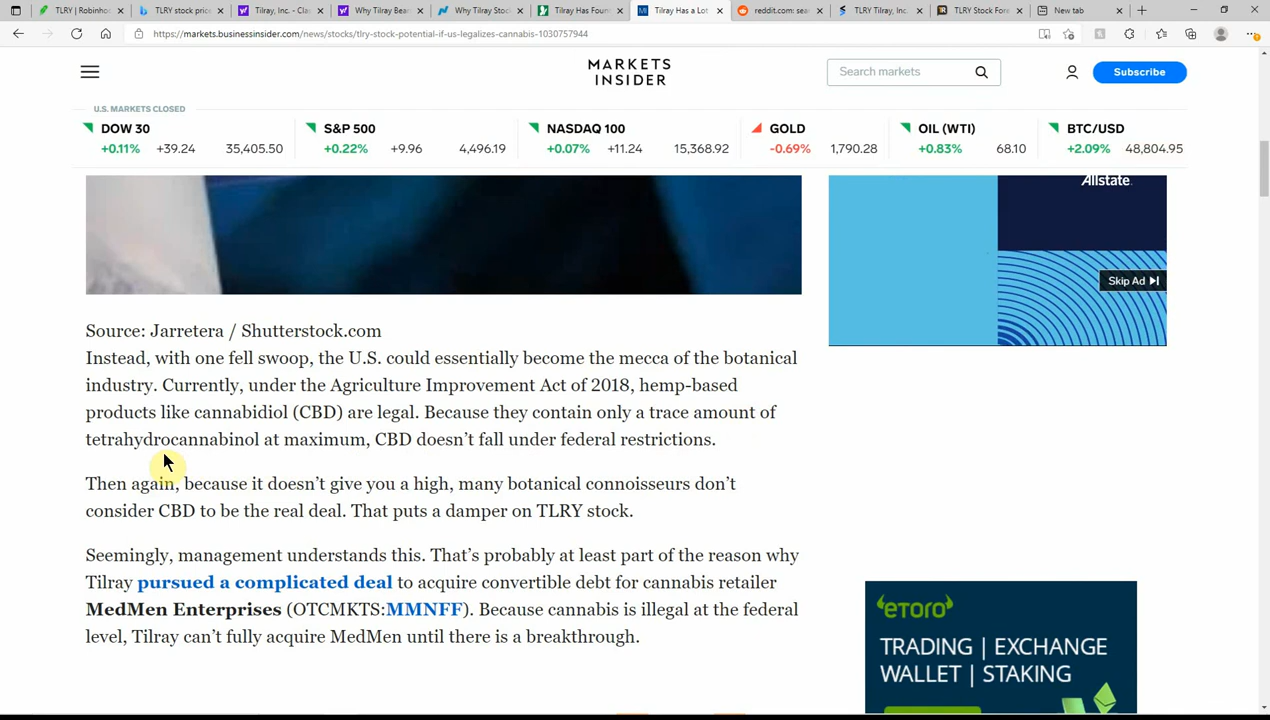 TLRY | Robinhoo
TLRY stock price
Tilray, Inc. - Clas
Why Tilray Bear
Why Tilray Stock
Tilray Has Foun
Tilray Has a Lot
reddit.com: sear
TLRY Tilray, Inc.
TLRY Stock Fore
New tab
https://markets.businessinsider.com/news/stocks/tlry-stock-potential-if-us-legalizes-cannabis-1030757944
MARKETS
INSIDER
Search markets
Subscribe
U.S. MARKETS CLOSED
DOW 30
+0.11% +39.24 35,405.50
S&P 500
+0.22% +9.96 4,496.19
NASDAQ 100
+0.07% +11.24 15,368.92
GOLD
-0.69% 1,790.28
OIL (WTI)
+0.83% 68.10
BTC/USD
+2.09% 48,804.95
Allstate.
Skip Ad
Source: Jarretera / Shutterstock.com
Instead, with one fell swoop, the U.S. could essentially become the mecca of the botanical
industry. Currently, under the Agriculture Improvement Act of 2018, hemp-based
products like cannabidiol (CBD) are legal. Because they contain only a trace amount of
tetrahydrocannabinol at maximum, CBD doesn't fall under federal restrictions.
Then again, because it doesn't give you a high, many botanical connoisseurs don't
consider CBD to be the real deal. That puts a damper on TLRY stock.
Seemingly, management understands this. That's probably at least part of the reason why
Tilray pursued a complicated deal to acquire convertible debt for cannabis retailer
MedMen Enterprises (OTCMKTS:MMNFF). Because cannabis is illegal at the federal
level, Tilray can't fully acquire MedMen until there is a breakthrough.
eToro
TRADING | EXCHANGE
WALLET | STAKING